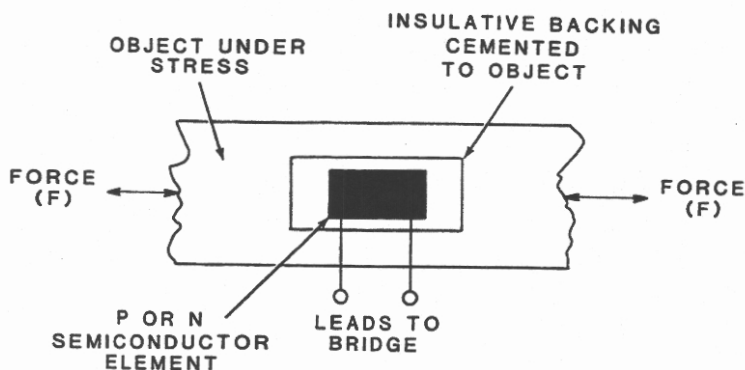 OBJECT UNDER
STRESS
INSULATIVE BACKING
CEMENTED
TO OBJECT
FORCE
(F)
FORCE
(F)
P OR N
SEMICONDUCTOR
ELEMENT
LEADS TO
BRIDGE